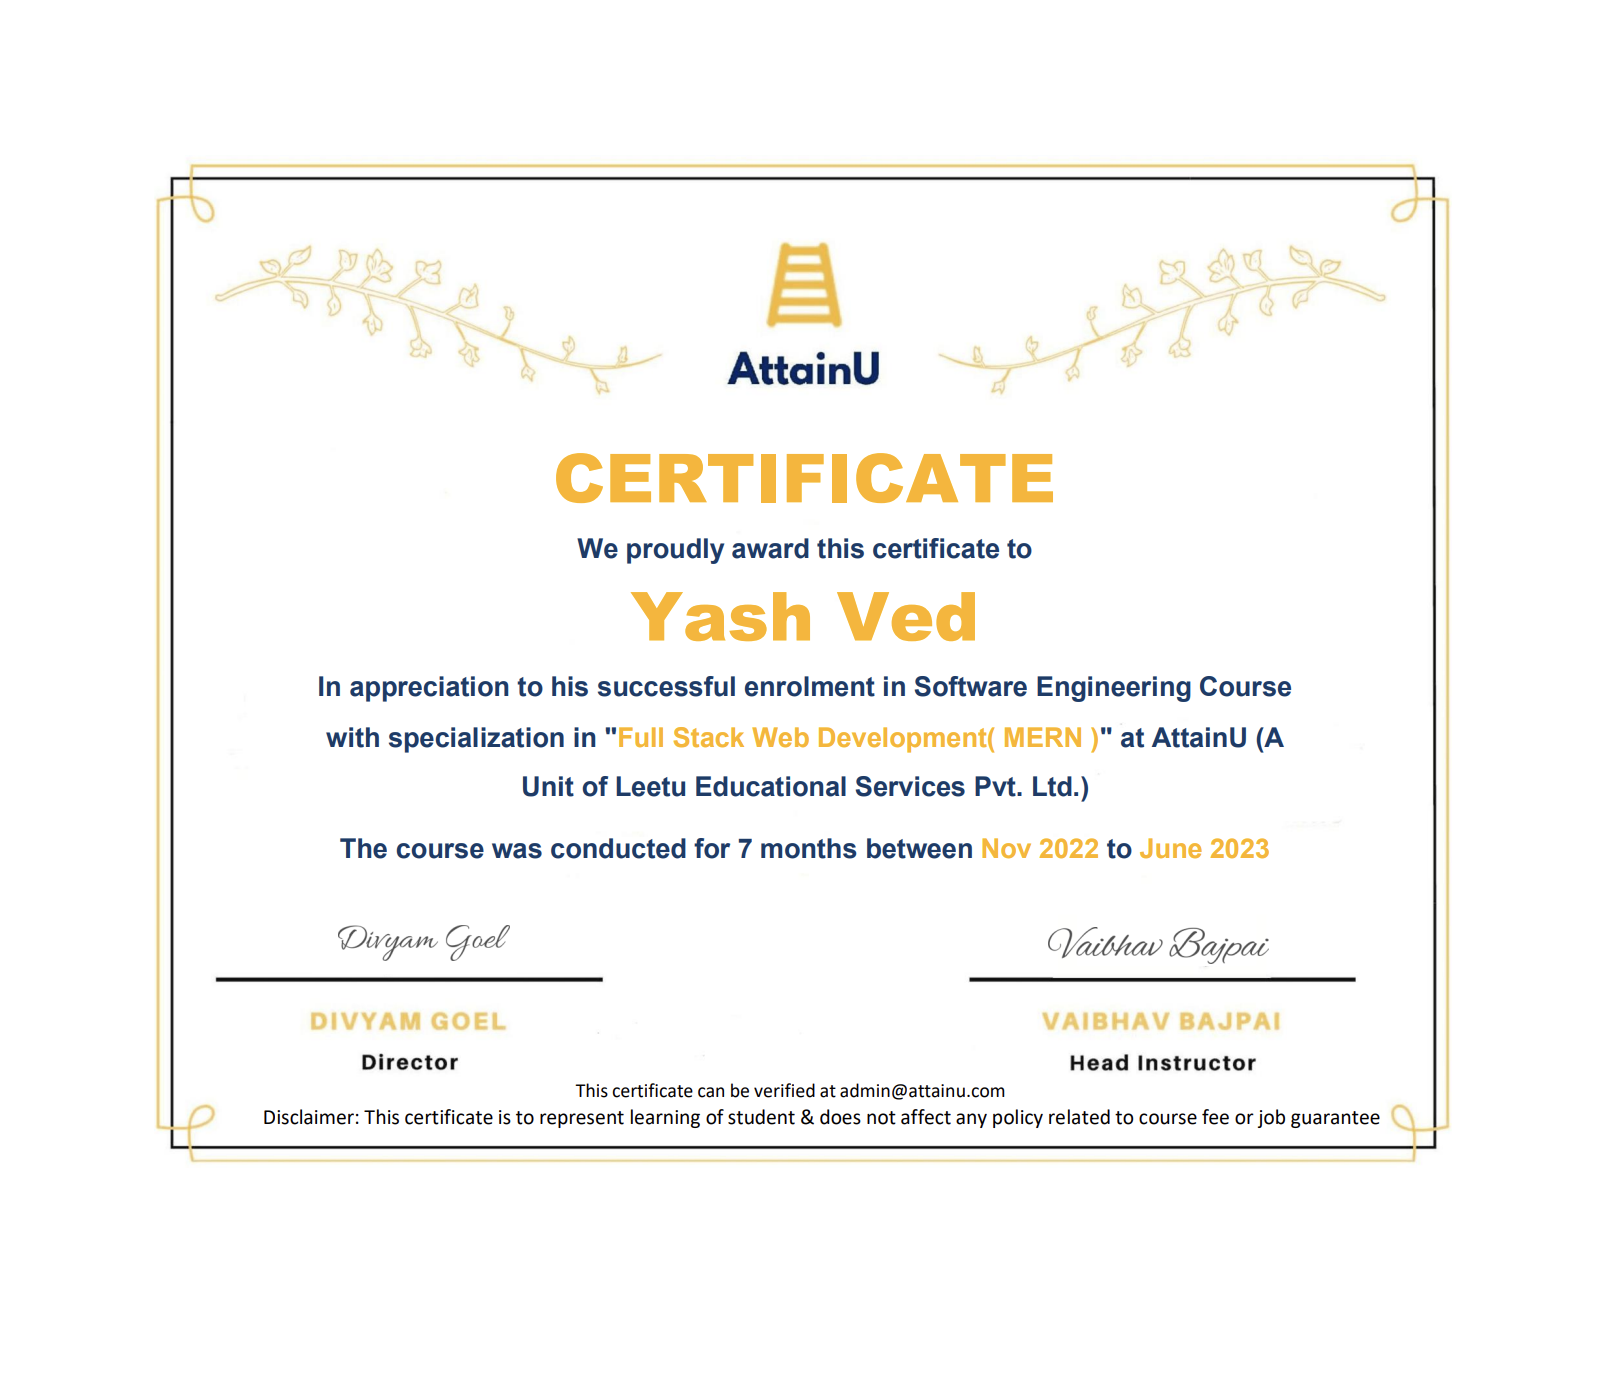 AttainU
CERTIFICATE
We proudly award this certificate to
Yash Ved
In appreciation to his successful enrolment in Software Engineering Course
with specialization in "Full Stack Web Development( MERN )" at AttainU (A
Unit of Leetu Educational Services Pvt. Ltd.)
The course was conducted for 7 months between Nov 2022 to June 2023
Divyam Goel
Vaibhav Bajpai
DIVYAM GOEL
VAIBHAV BAJPAI
Director
Head Instructor
This certificate can be verified at admin@attainu.com
Disclaimer: This certificate is to represent learning of student & does not affect any policy related to course fee or job guarantee